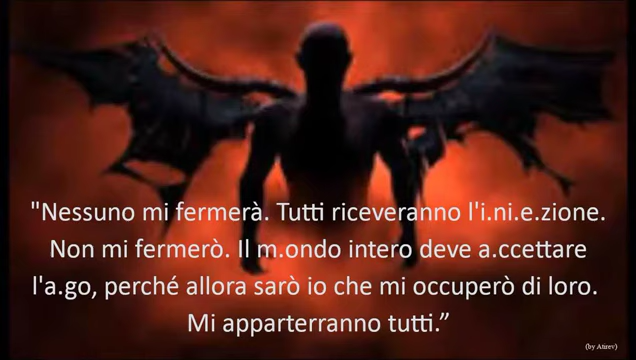 "Nessuno mi fermerà. Tutti riceveranno l'i.ni.e.zione.
Non mi fermerò. Il m.ondo intero deve a.ccettare
l'a.go, perché allora sarò io che mi occuperò di loro.
Mi apparterranno tutti.”
(by Atirev)